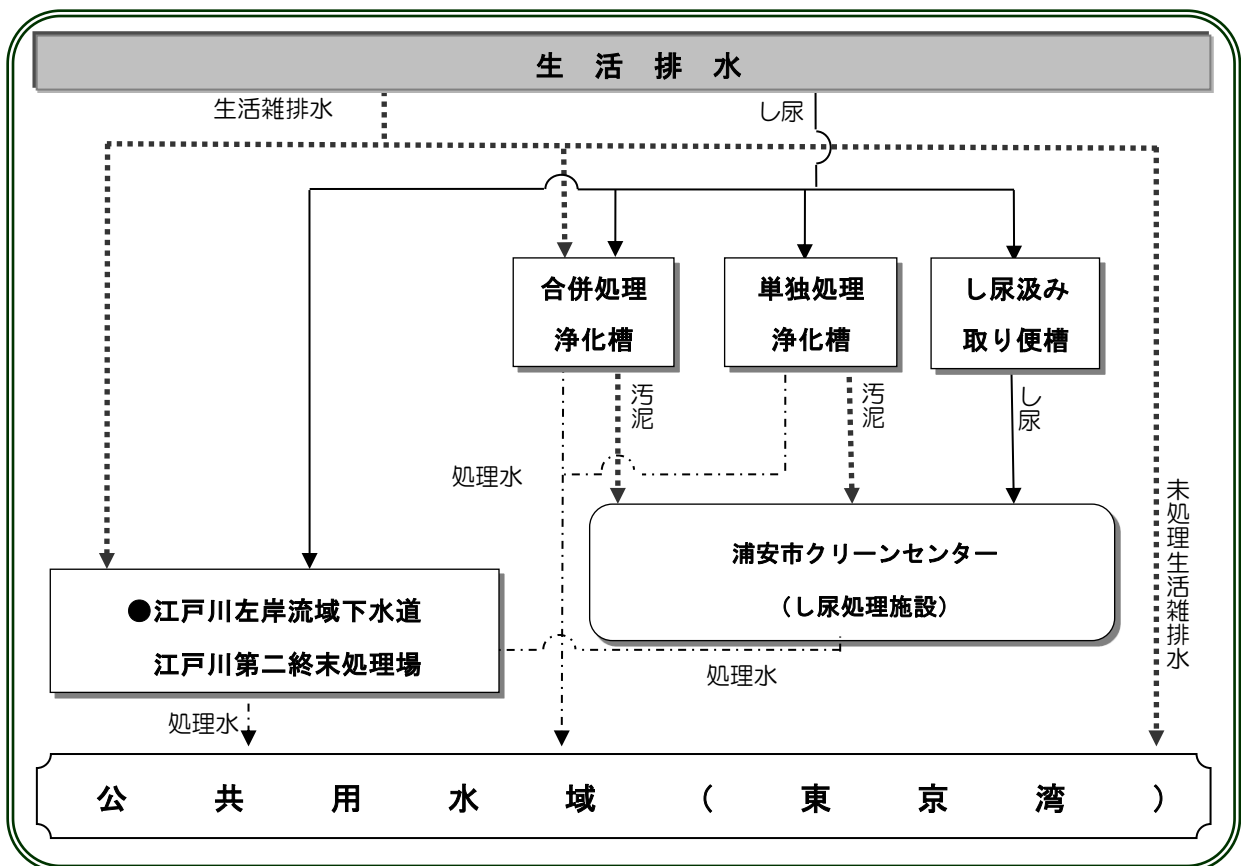 生活排水
生活雑排水
し尿
合併処理
浄化槽
単独処理
浄化槽
し尿汲み
取り便槽
汚泥
汚泥
し尿
処理水
未処理生活雑排水
浦安市クリーンセンター
（し尿処理施設）
●江戸川左岸流域下水道
江戸川第二終末処理場
処理水
処理水
公共用水域（東京湾）